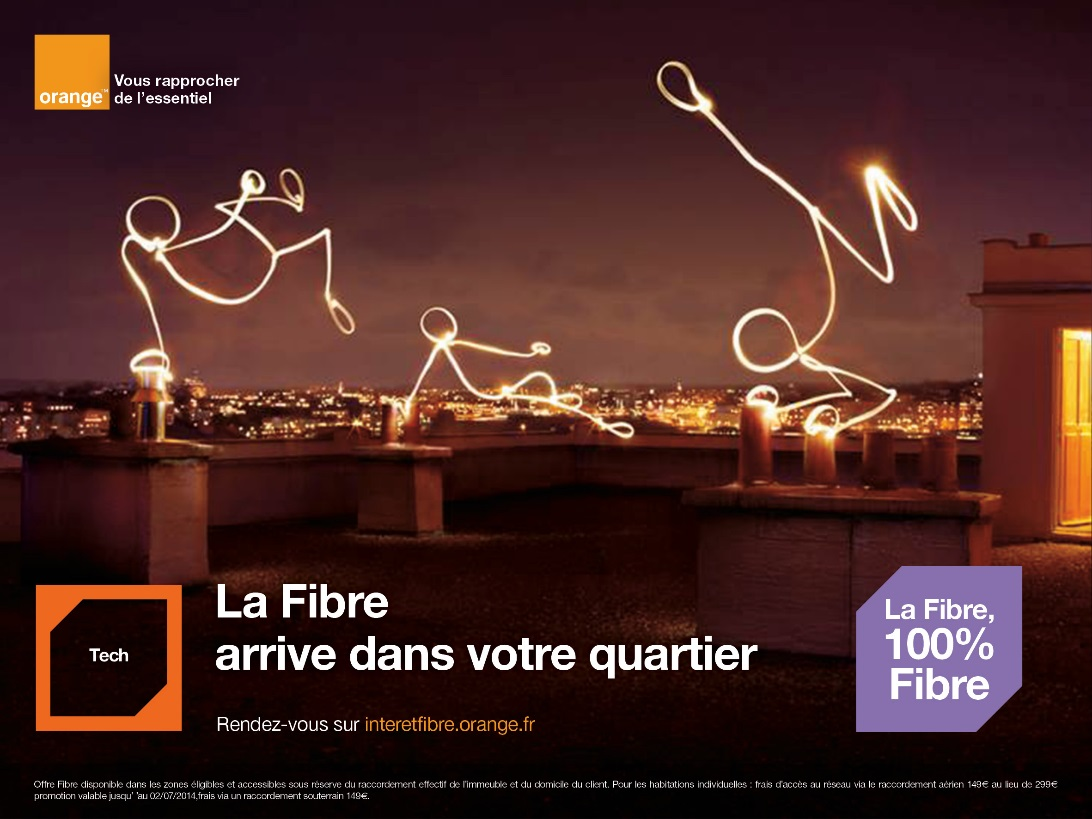 orange™
Vous rapprocher
de l'essentiel
Tech
La Fibre
arrive dans votre quartier
Rendez-vous sur interetfibre.orange.fr
La Fibre,
100%
Fibre
Offre Fibre disponible dans les zones éligibles et accessibles sous réserve du raccordement effectif de l'immeuble et du domicile du client. Pour les habitations individuelles : frais d'accès au réseau via le raccordement aérien 149€ au lieu de 299€
promotion valable jusqu' 'au 02/07/2014,frais via un raccordement souterrain 149€.